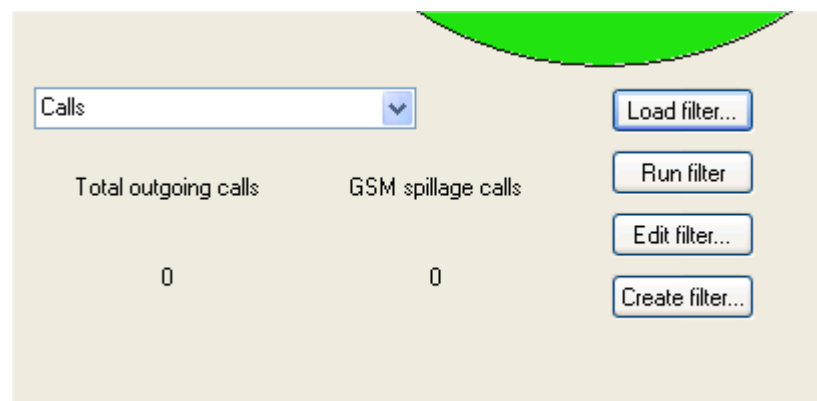 Calls
Load filter...
Total outgoing calls
GSM spillage calls
Run filter
Edit filter...
0
0
Create filter...